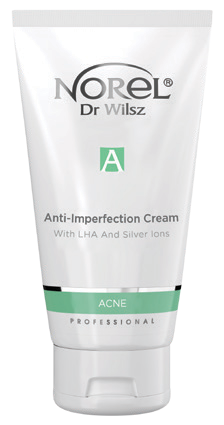 NOREL®
Dr Wilsz
A
Anti-Imperfection Cream
With LHA And Silver Ions
ACNE
PROFESSIONAL